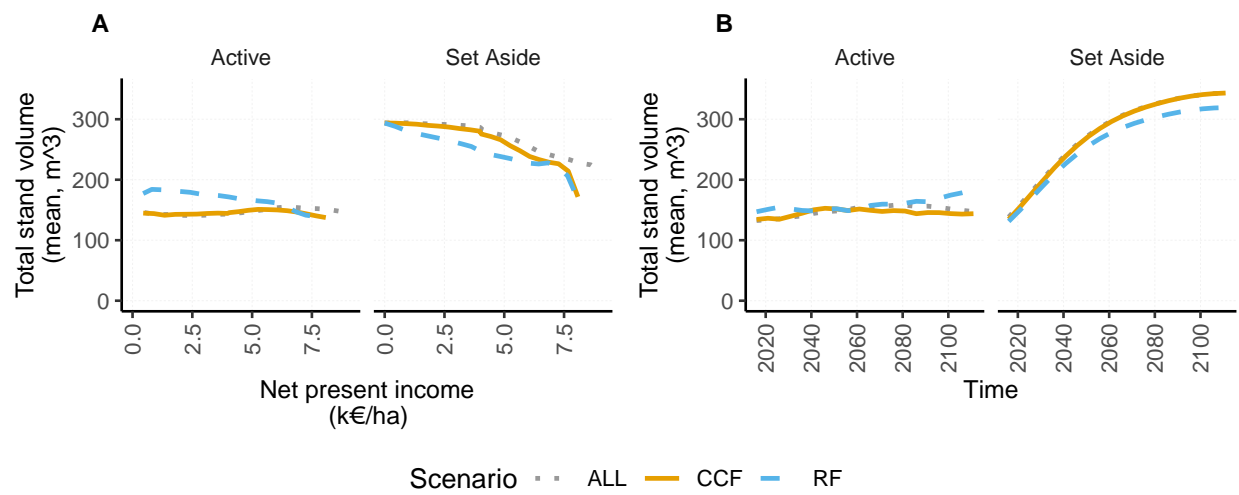 A
B
Active
Set Aside
Active
Set Aside
Total stand volume
(mean, m^3)
300
200
100
0
0.0
2.5
5.0
7.5
0.0
2.5
5.0
7.5
Net present income
(k€/ha)
Total stand volume
(mean, m^3)
300
200
100
0
2020
2040
2060
2080
2100
2020
2040
2060
2080
2100
Time
Scenario ALL CCF RF